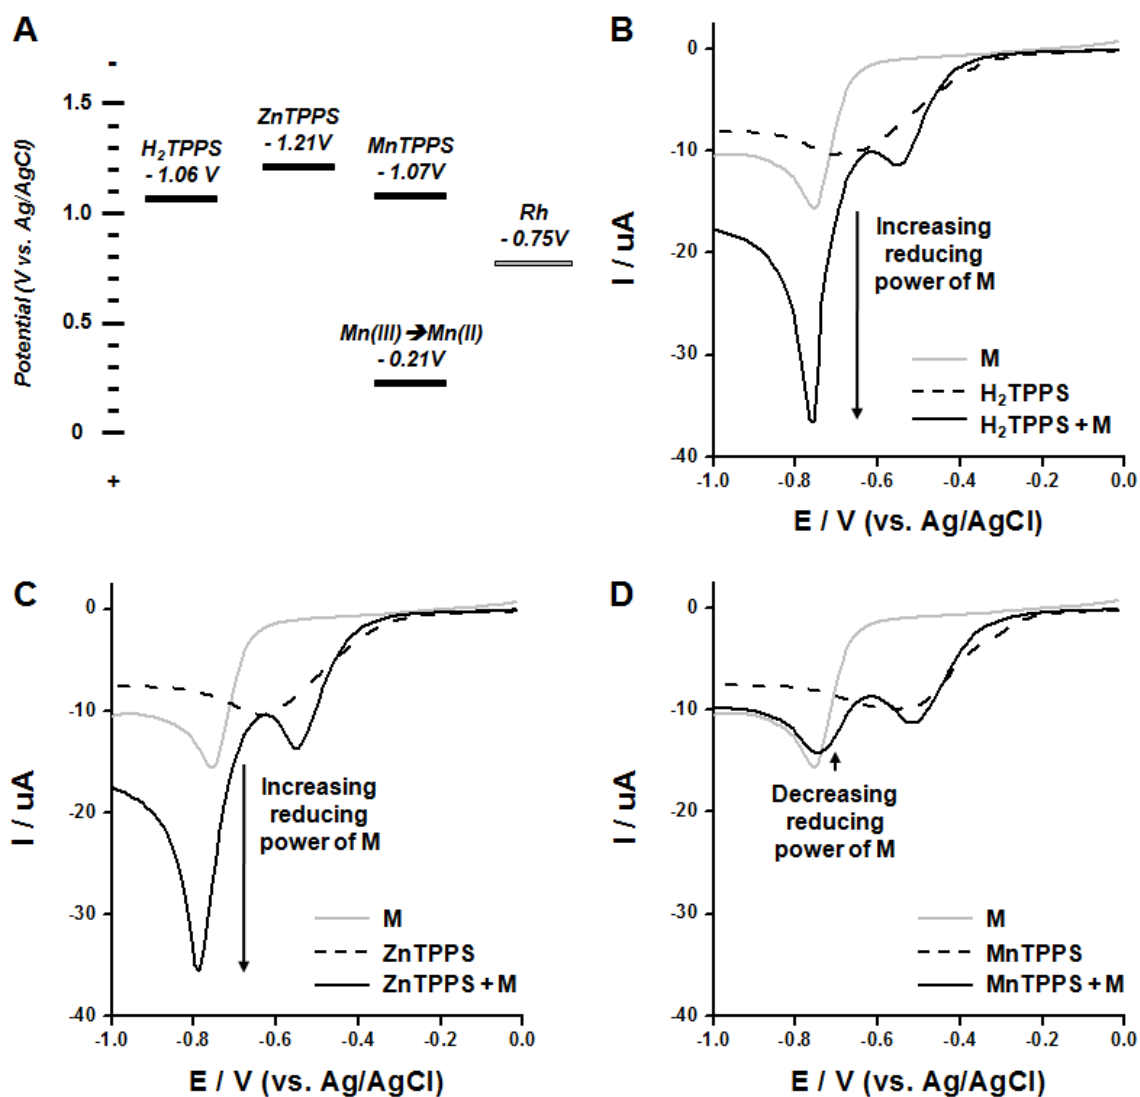 A
Potential (V vs. Ag/AgCl)
1.5
1.0
0.5
0
+
H₂TPPS
- 1.06 V
ZnTPPS
- 1.21V
MnTPPS
- 1.07V
Rh
- 0.75V
Mn(III)➔Mn(II)
- 0.21V
B
I / uA
0
-10
-20
-30
-40
Increasing
reducing
power of M
M
H₂TPPS
H₂TPPS + M
-1.0 -0.8 -0.6 -0.4 -0.2 0.0
E / V (vs. Ag/AgCl)
C
I / uA
0
-10
-20
-30
-40
Increasing
reducing
power of M
M
ZnTPPS
ZnTPPS + M
-1.0 -0.8 -0.6 -0.4 -0.2 0.0
E / V (vs. Ag/AgCl)
D
I / uA
0
-10
-20
-30
-40
Decreasing
reducing
power of M
M
MnTPPS
MnTPPS + M
-1.0 -0.8 -0.6 -0.4 -0.2 0.0
E / V (vs. Ag/AgCl)